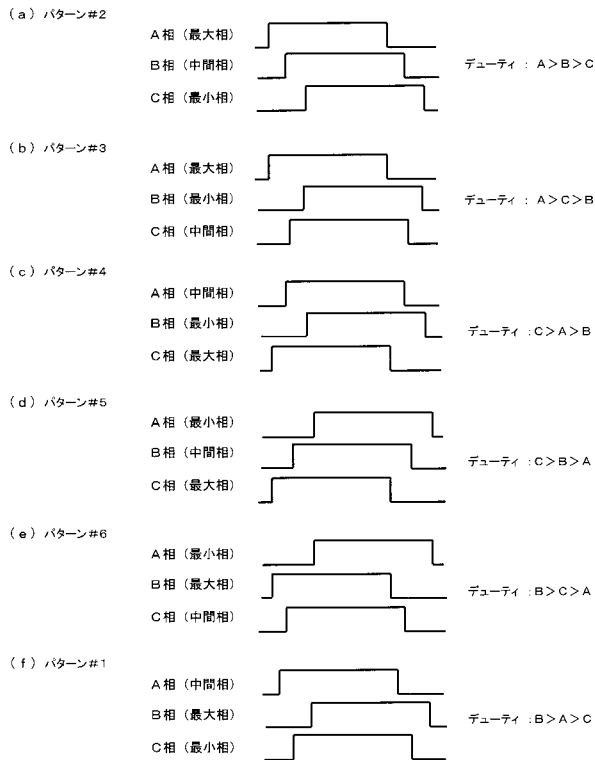 (a) パターン#2
A相 (最大相)
B相 (中間相)
C相 (最小相)
デューティ : A>B>C
(b) パターン#3
A相 (最大相)
B相 (最小相)
C相 (中間相)
デューティ : A>C>B
(c) パターン#4
A相 (中間相)
B相 (最小相)
C相 (最大相)
デューティ : C>A>B
(d) パターン#5
A相 (最小相)
B相 (中間相)
C相 (最大相)
デューティ : C>B>A
(e) パターン#6
A相 (最小相)
B相 (最大相)
C相 (中間相)
デューティ : B>C>A
(f) パターン#1
A相 (中間相)
B相 (最大相)
C相 (最小相)
デューティ : B>A>C